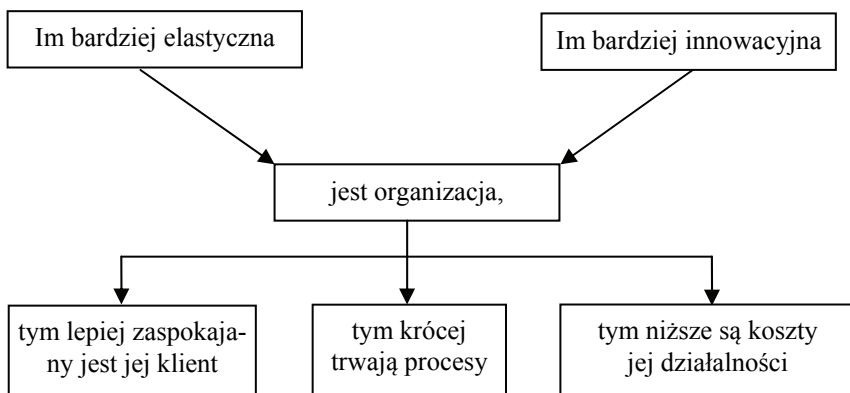 Im bardziej elastyczna
Im bardziej innowacyjna
jest organizacja,
tym lepiej zaspokaja-
ny jest jej klient
tym krócej
trwają procesy
tym niższe są koszty
jej działalności